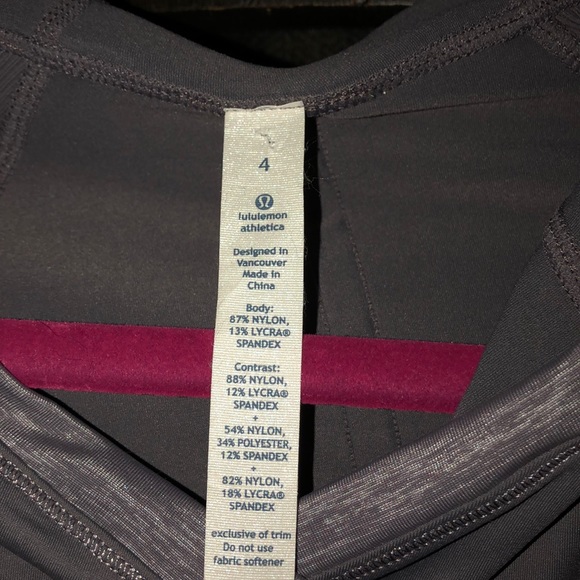 4
lululemon
athletica
Designed in
Vancouver
Made in
China
Body:
87% NYLON,
13% LYCRA®
SPANDEX
Contrast:
88% NYLON,
12% LYCRA®
SPANDEX
+
54% NYLON,
34% POLYESTER,
12% SPANDEX
+
82% NYLON,
18% LYCRA®
SPANDEX
exclusive of trim
Do not use
fabric softener